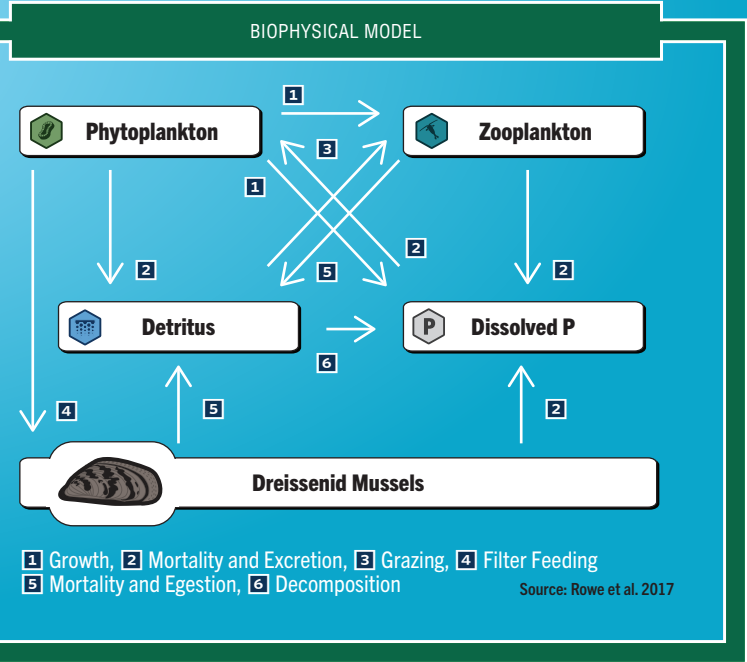 BIOPHYSICAL MODEL
1
Phytoplankton
Zooplankton
3
1
2
2
5
2
Detritus
P
Dissolved P
6
4
5
2
Dreissenid Mussels
1 Growth, 2 Mortality and Excretion, 3 Grazing, 4 Filter Feeding
5 Mortality and Egestion, 6 Decomposition
Source: Rowe et al. 2017